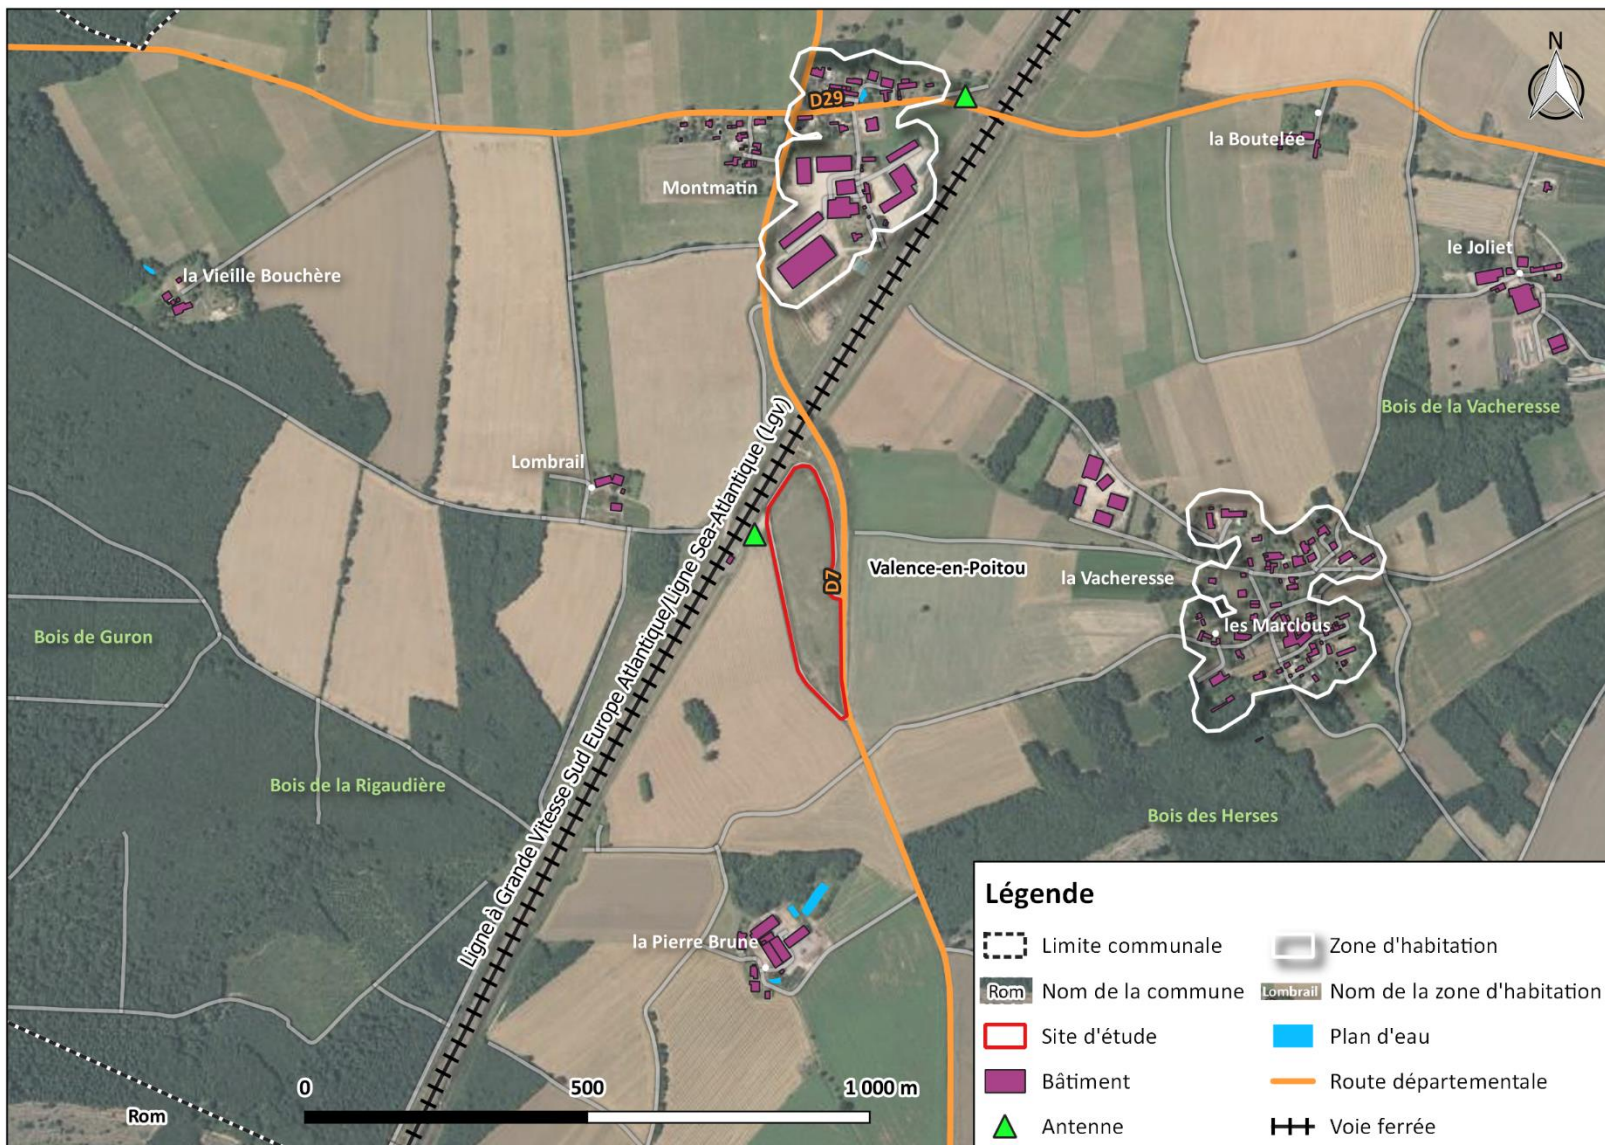 N
D29
la Boutelée
Montmatin
le Joliet
la Vieille Bouchère
Bois de la Vacheresse
Lombrail
Ligne à Grande Vitesse Sud Europe Atlantique/Ligne Sea-Atlantique (Lgv)
Valence-en-Poitou
D7
la Vacheresse
les Marclous
Bois de Guron
Bois de la Rigaudière
Bois des Herses
la Pierre Brune
Rom
0 500 1 000 m
Légende
Limite communale
Rom Nom de la commune
Site d'étude
Bâtiment
Antenne
Zone d'habitation
Lombrail Nom de la zone d'habitation
Plan d'eau
Route départementale
Voie ferrée